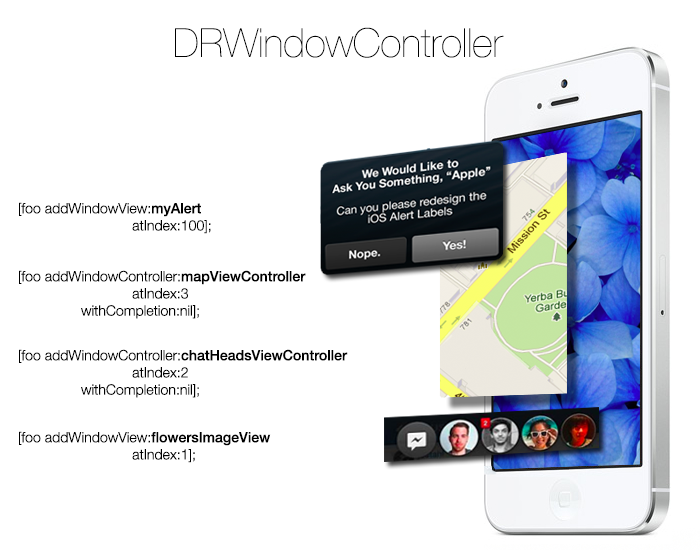 DRWindowController
[foo addWindowView:myAlert
atIndex:100];
[foo addWindowController:mapViewController
atIndex:3
withCompletion:nil];
[foo addWindowController:chatHeadsViewController
atIndex:2
withCompletion:nil];
[foo addWindowView:flowersImageView
atIndex:1];
We Would Like to
Ask You Something, “Apple”
Can you please redesign the
iOS Alert Labels
Nope.
Yes!
754
Mission St
Yerba Bu
Garde
781
2